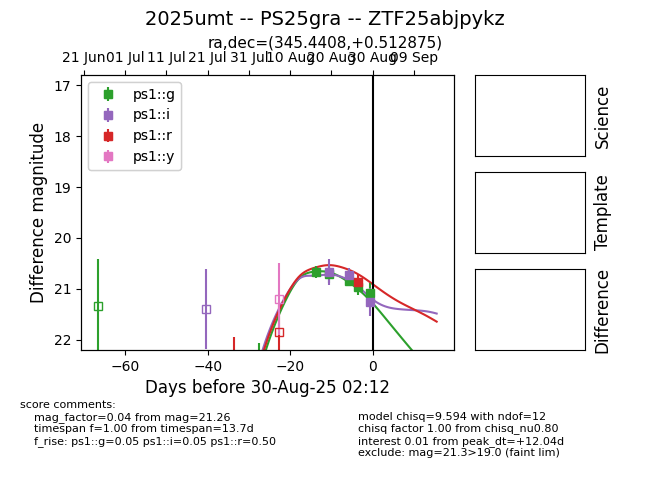 2025umt -- PS25gra -- ZTF25abjpykz
ra,dec=(345.4408,+0.512875)
21 Jun 01 Jul 11 Jul 21 Jul 31 Jul 10 Aug 20 Aug 30 Aug 09 Sep
17
18
19
20
21
22
Difference magnitude
ps1::g
ps1::i
ps1::r
ps1::y
−60 −40 −20 0
Days before 30-Aug-25 02:12
Science
Template
Difference
score comments:
mag_factor=0.04 from mag=21.26
timespan f=1.00 from timespan=13.7d
f_rise: ps1::g=0.05 ps1::i=0.05 ps1::r=0.50
model chisq=9.594 with ndof=12
chisq factor 1.00 from chisq_nu0.80
interest 0.01 from peak_dt=+12.04d
exclude: mag=21.3>19.0 (faint lim)